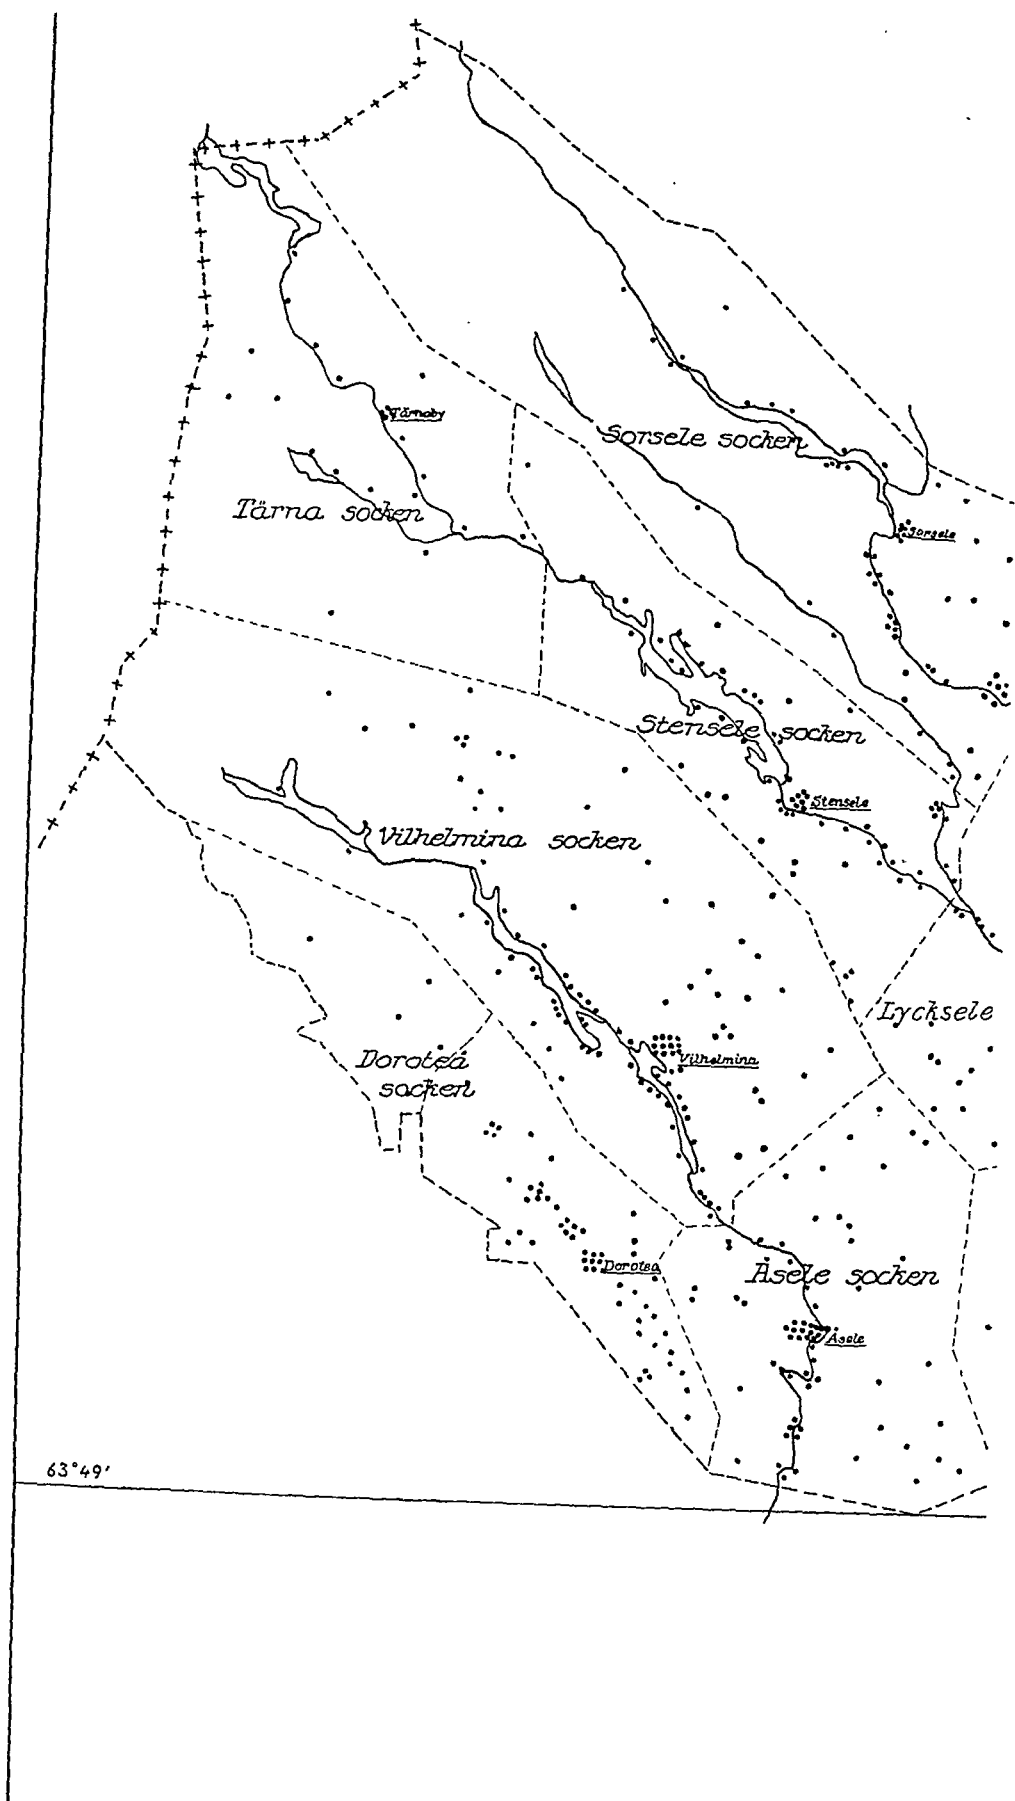 Tärnaby
Sorsele socken
Tärna socken
Sorsele
Stensele socken
Stensele
Vilhelmina socken
Lycksele
Dorotea
socken
Vilhelmina
Dorotea
Åsele socken
Åsele
63°49'